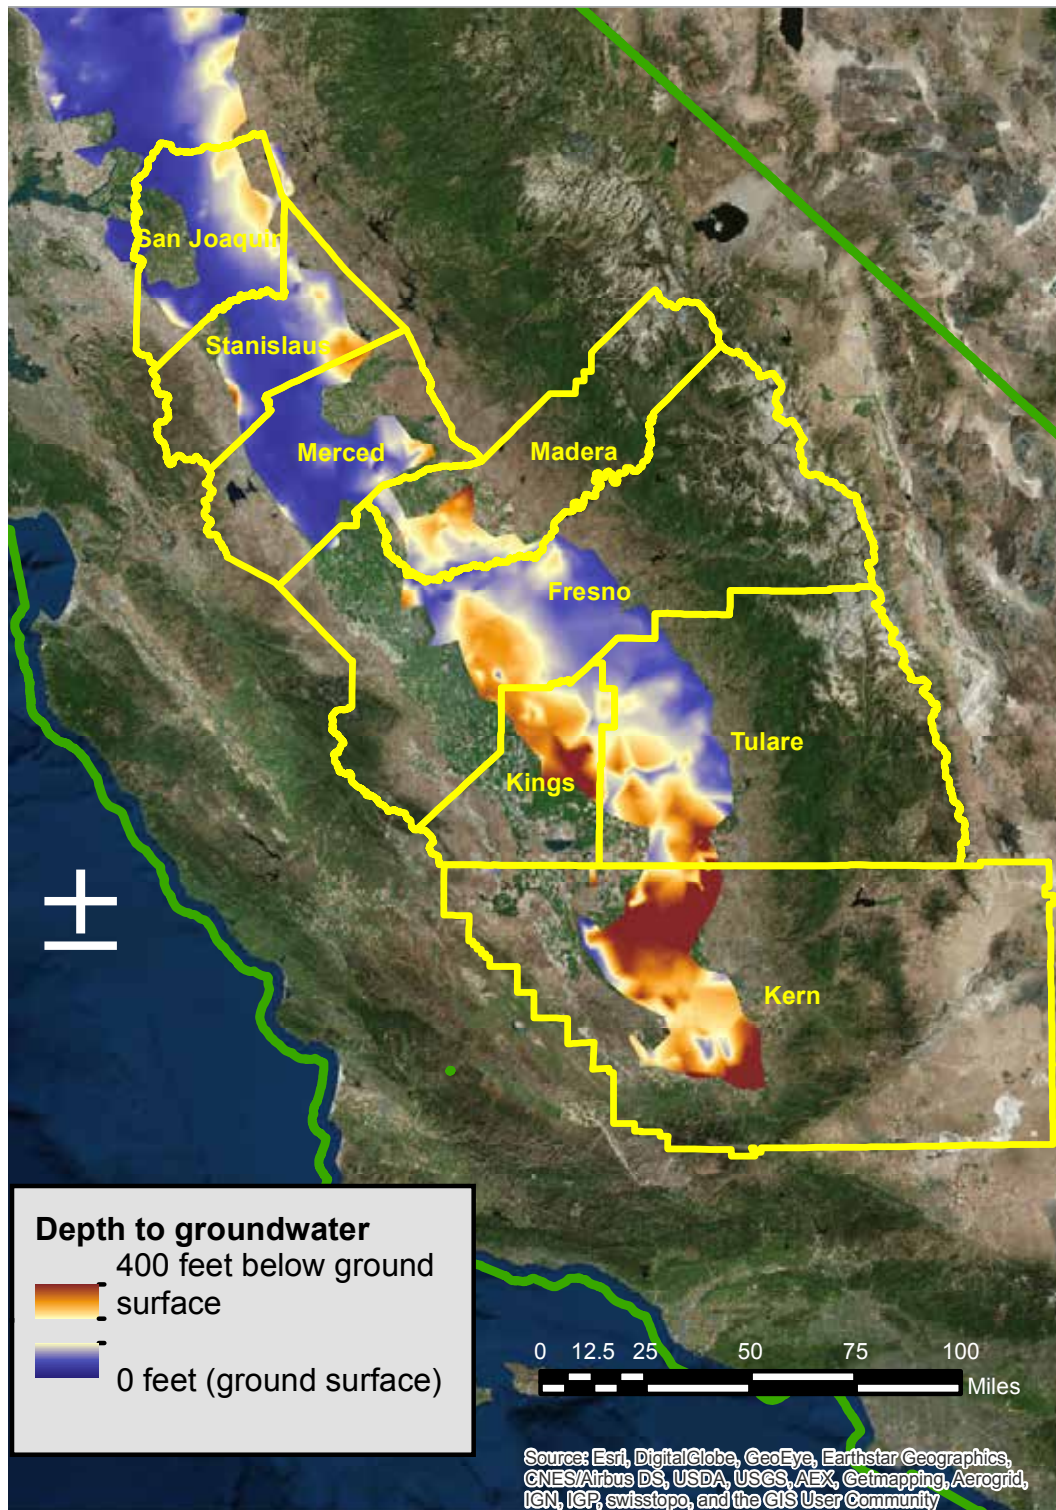 San Joaquin
Stanislaus
Merced
Madera
Fresno
Tulare
Kings
Kern
Depth to groundwater
400 feet below ground
surface
0 feet (ground surface)
0 12.5 25 50 75 100
Miles
Source: Esri, DigitalGlobe, GeoEye, Earthstar Geographics,
CNES/Airbus DS, USDA, USGS, AEX, Getmapping, Aerogrid,
IGN, IGP, swisstopo, and the GIS User Community